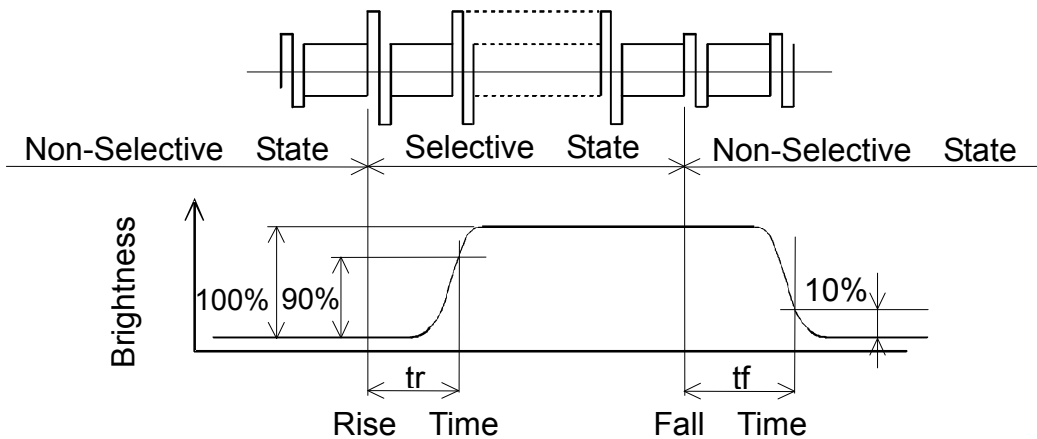 Non-Selective State
Selective State
Non-Selective State
Brightness
100%
90%
10%
tr
tf
Rise Time
Fall Time